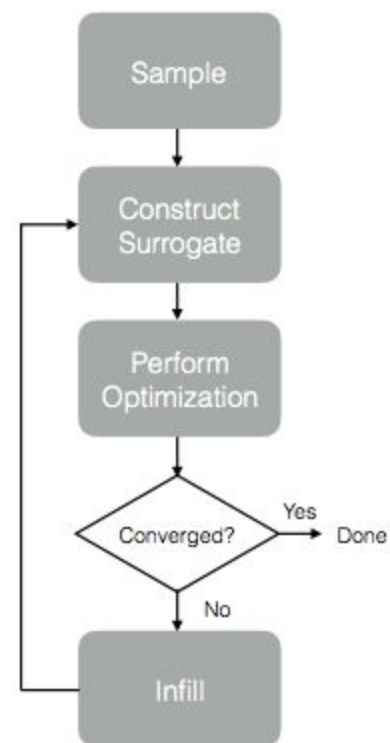 Sample
Construct
Surrogate
Perform
Optimization
Converged?
Yes
Done
No
Infill